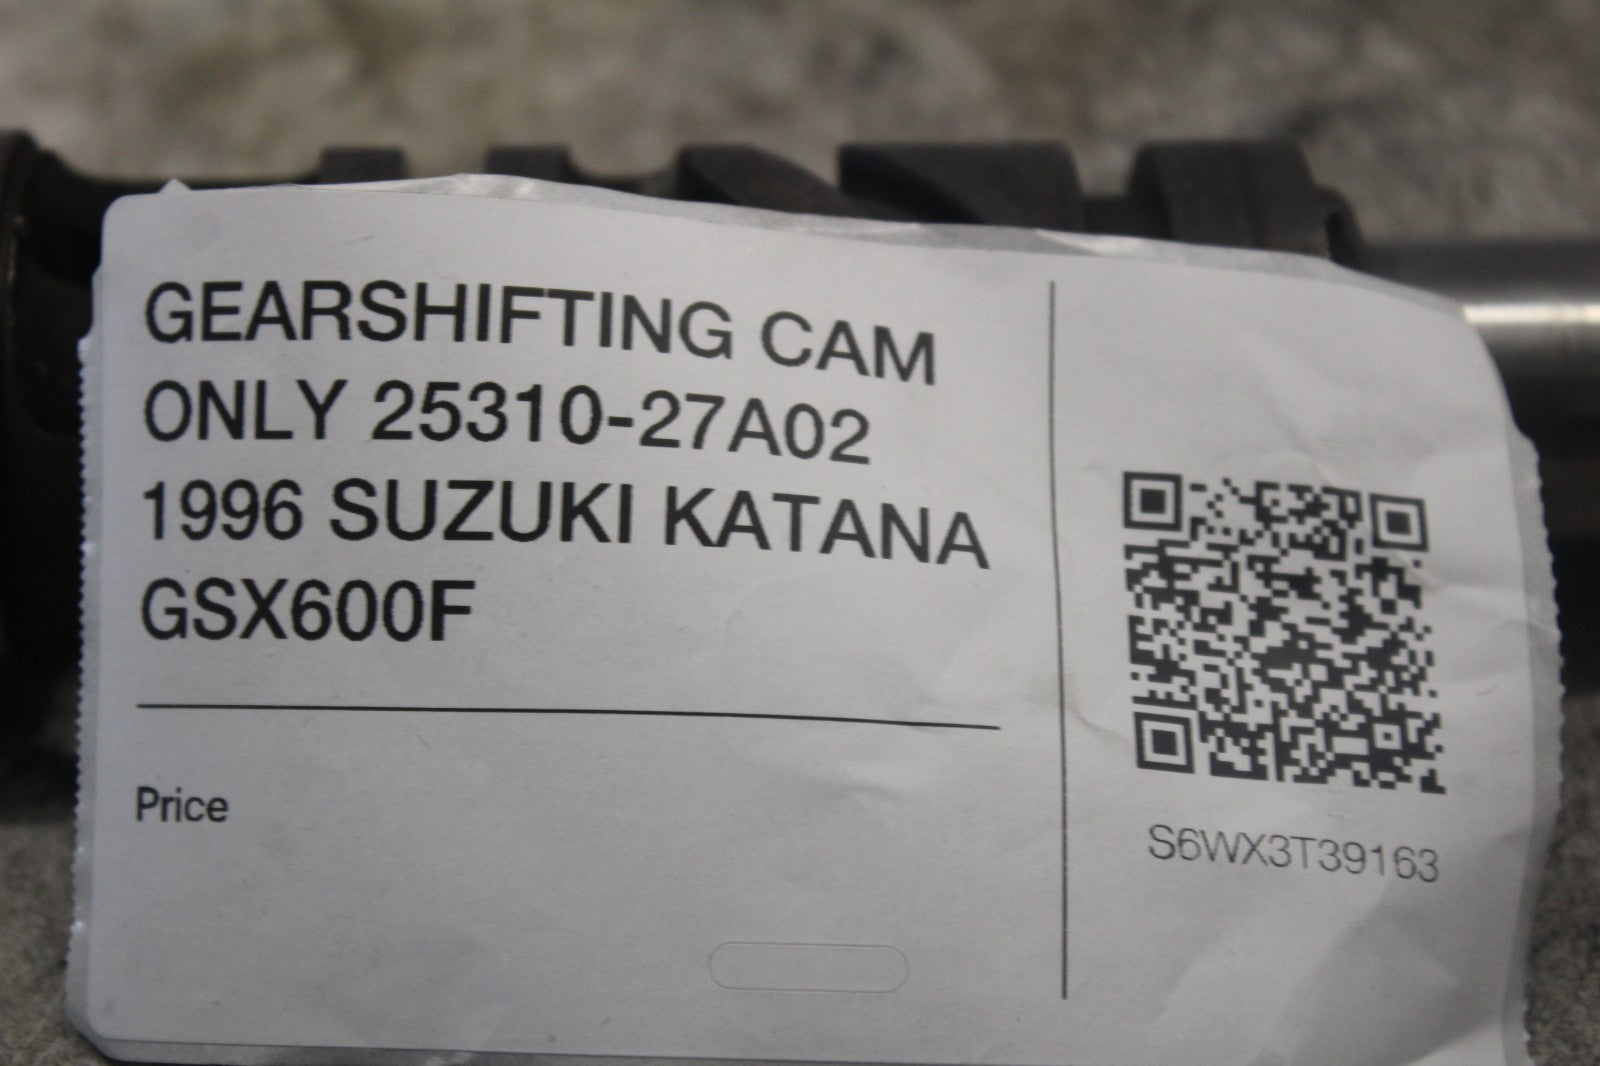 GEARSHIFTING CAM
ONLY 25310-27A02
1996 SUZUKI KATANA
GSX600F
Price
S6WX3T39163